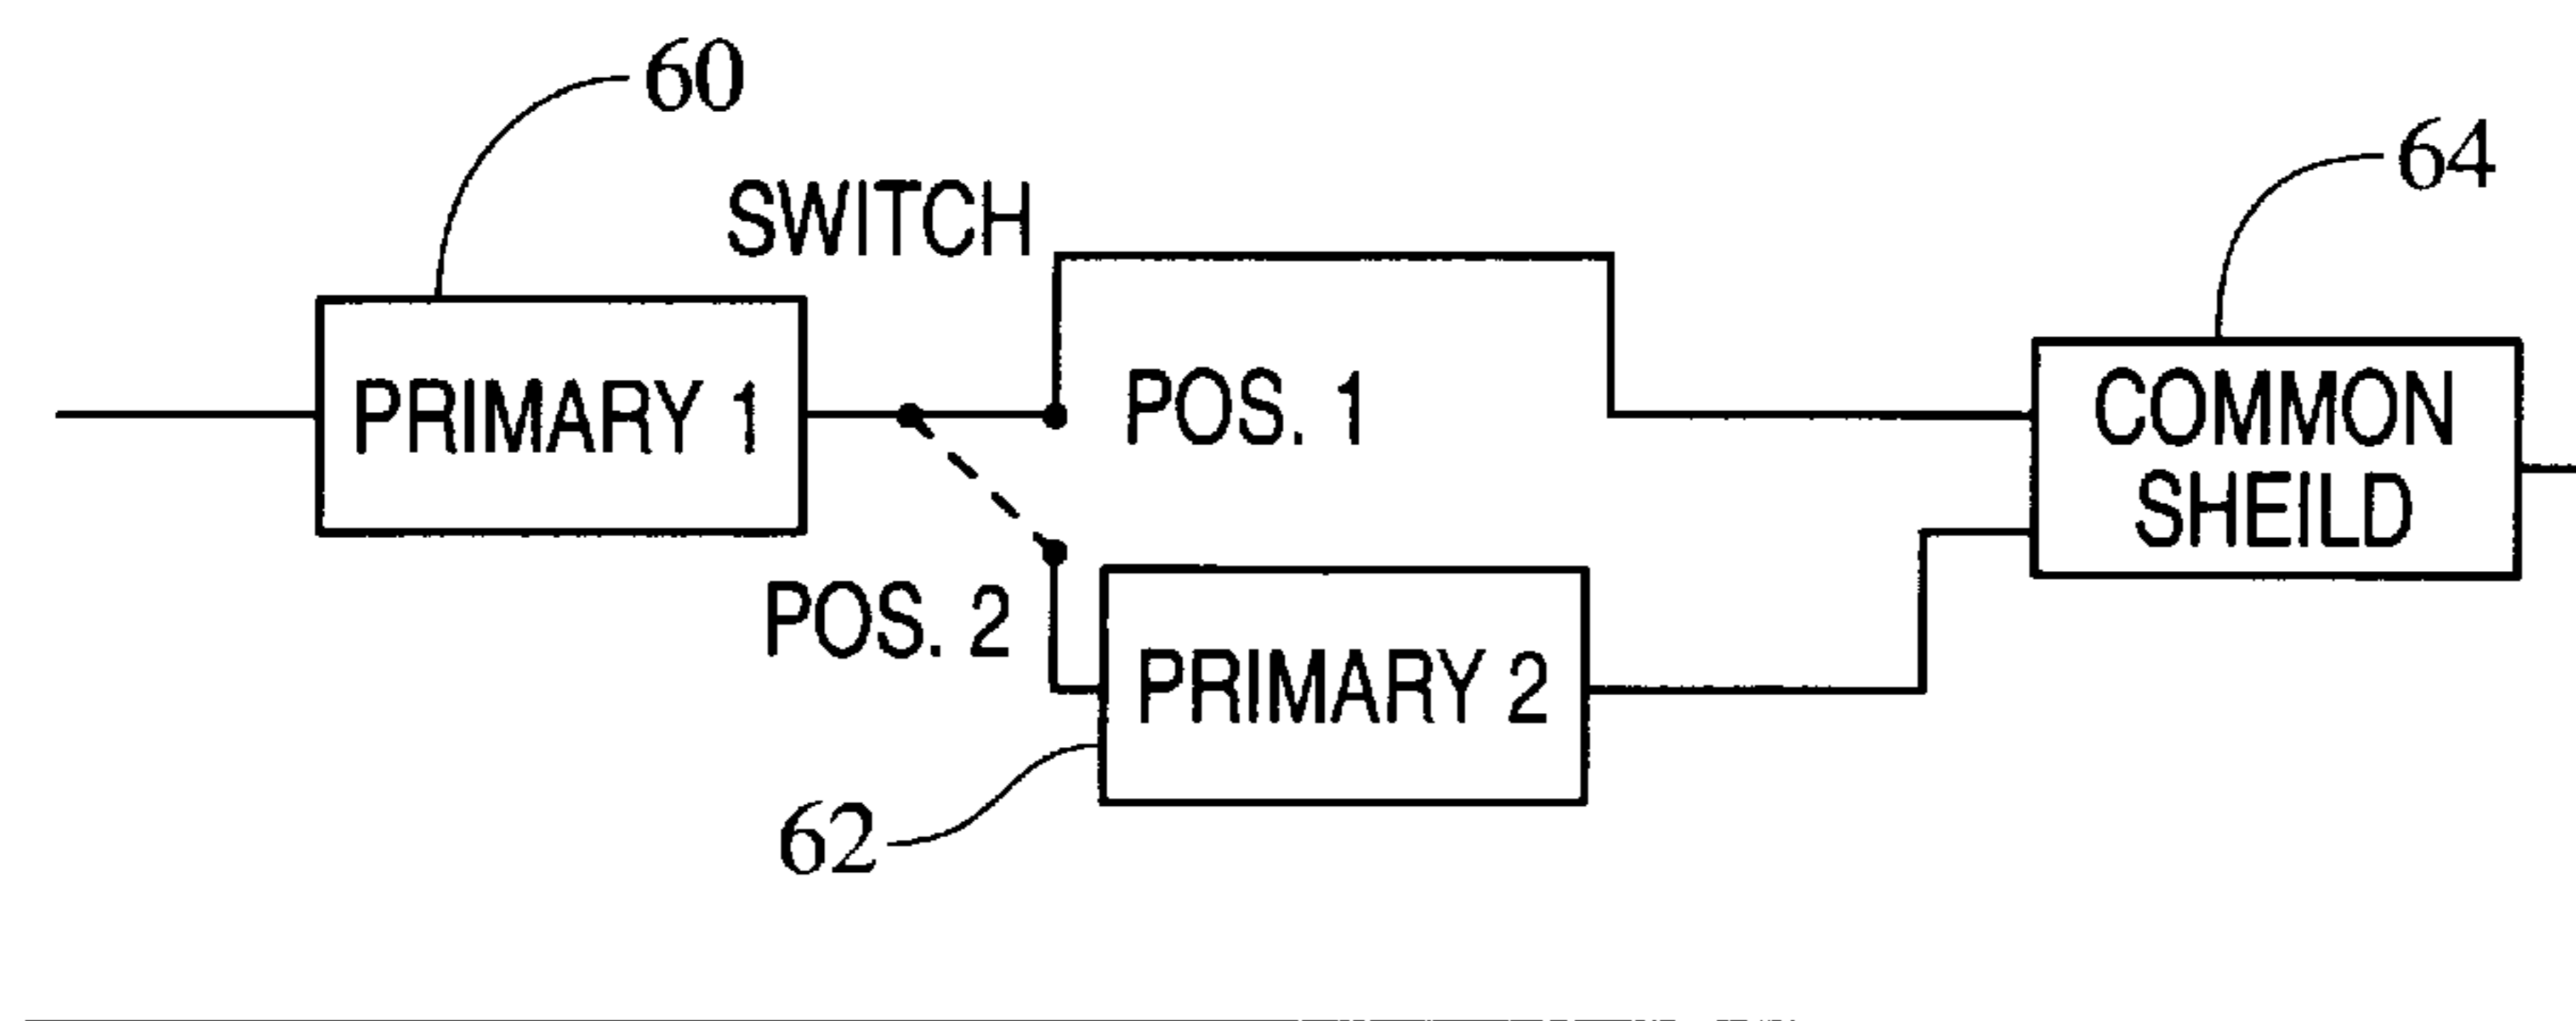 60
64
SWITCH
PRIMARY 1
POS. 1
COMMON
SHEILD
POS. 2
PRIMARY 2
62